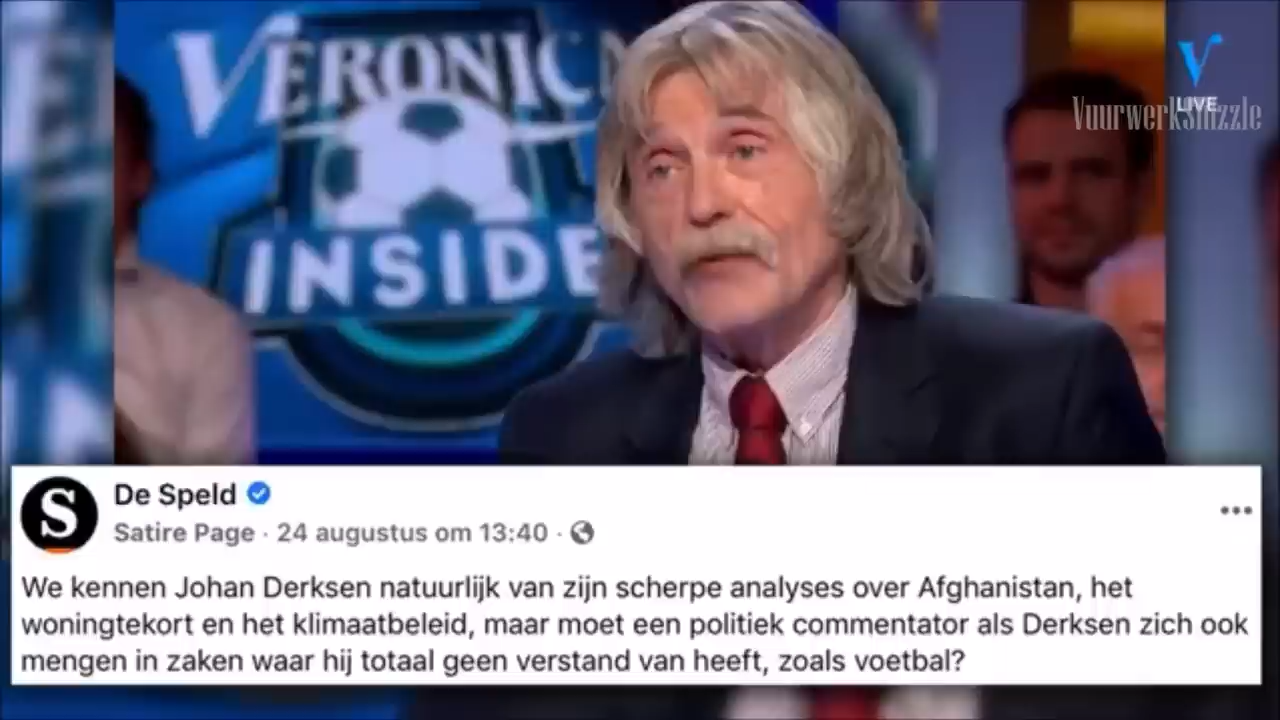 VERONICA
INSIDE
V
LIVE
Vuurwerksnizzle
S
De Speld
Satire Page · 24 augustus om 13:40 ·
We kennen Johan Derksen natuurlijk van zijn scherpe analyses over Afghanistan, het
woningtekort en het klimaatbeleid, maar moet een politiek commentator als Derksen zich ook
mengen in zaken waar hij totaal geen verstand van heeft, zoals voetbal?